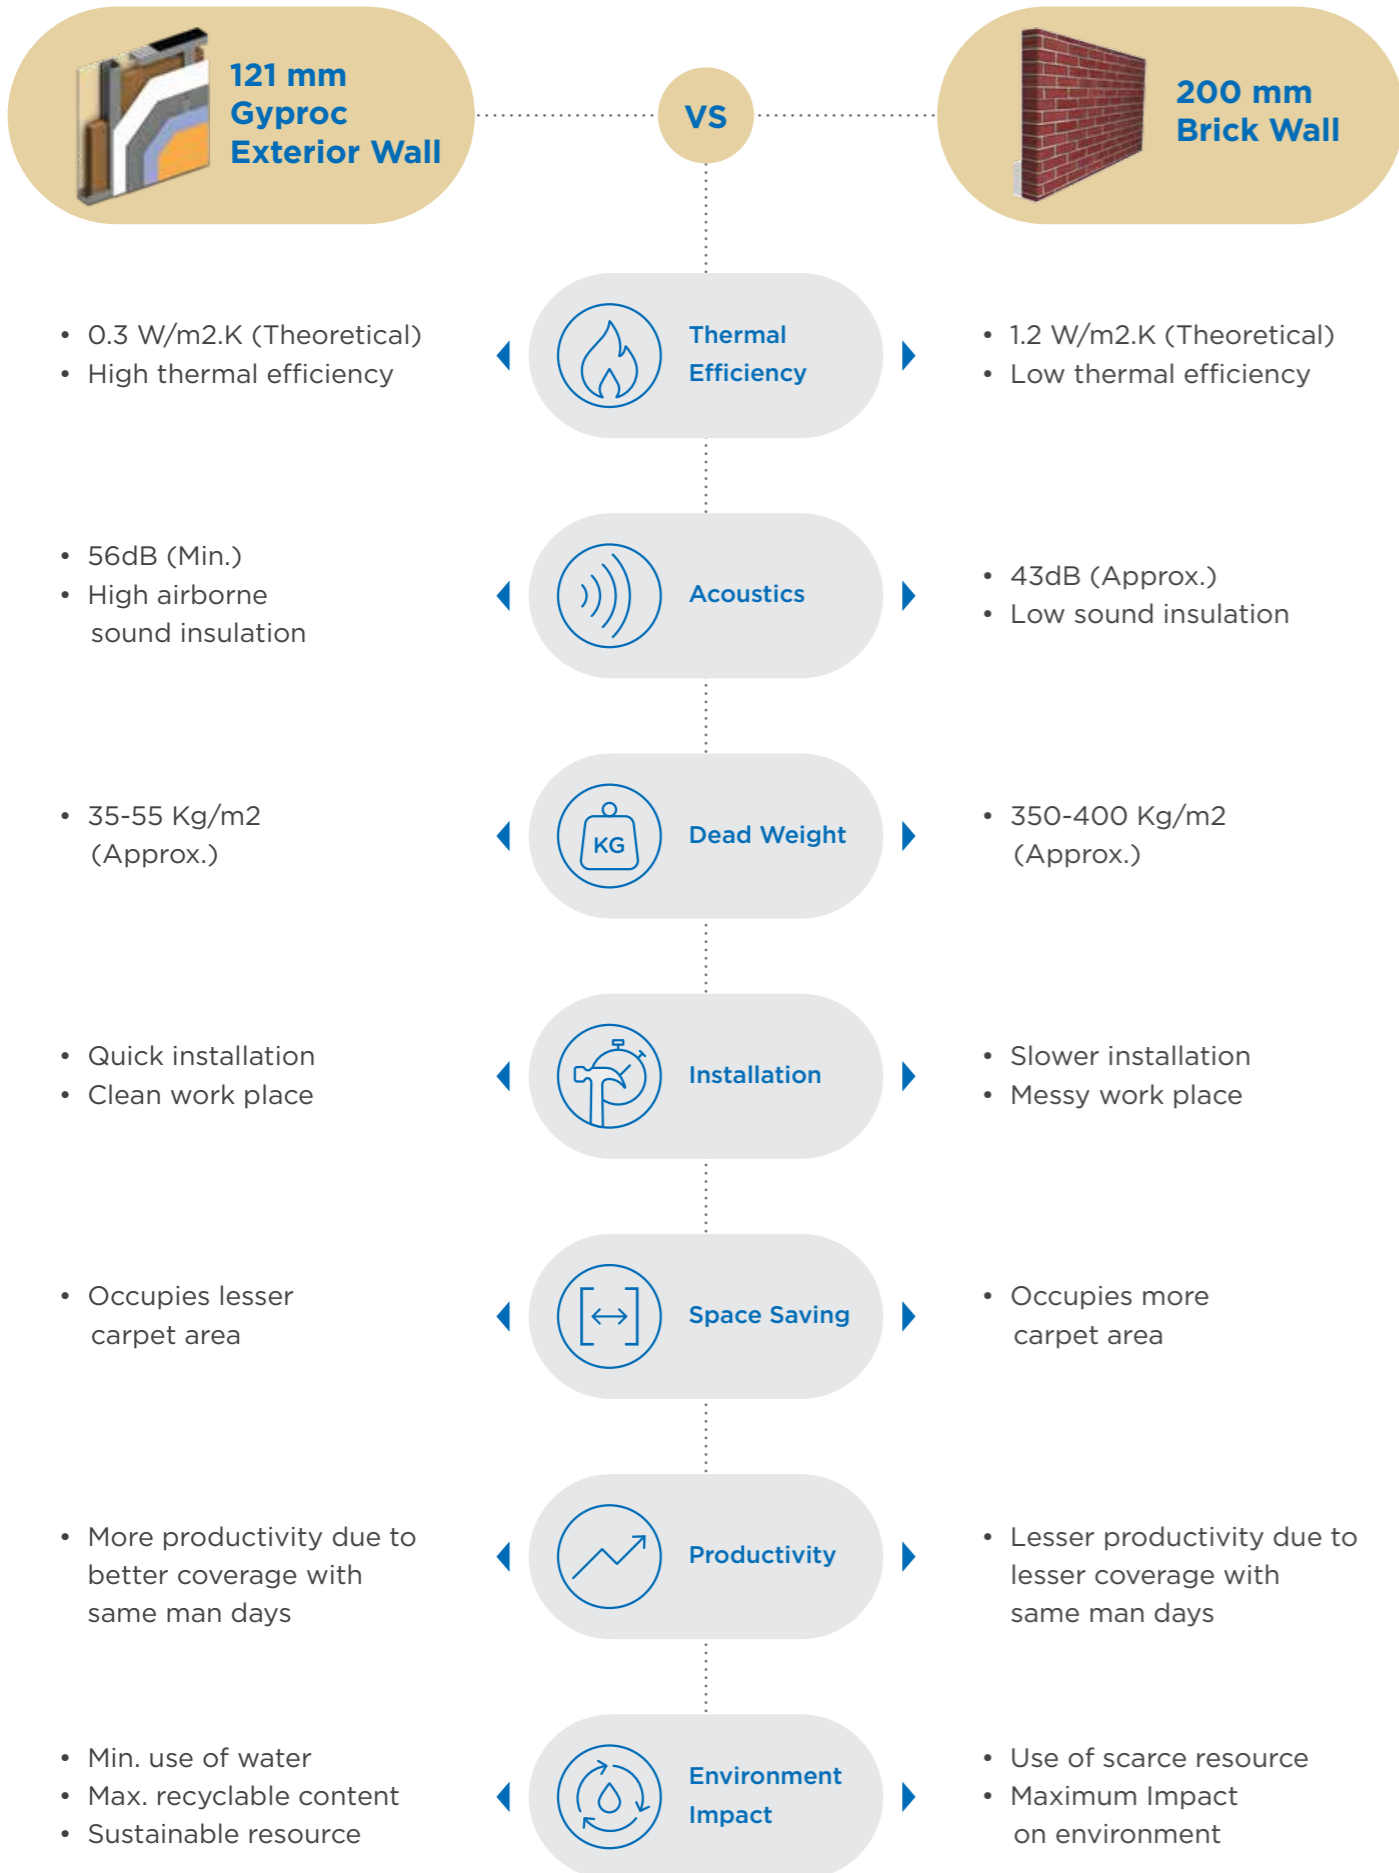 121 mm
Gyproc
Exterior Wall
VS
200 mm
Brick Wall
• 0.3 W/m2.K (Theoretical)
• High thermal efficiency
Thermal
Efficiency
• 1.2 W/m2.K (Theoretical)
• Low thermal efficiency
• 56dB (Min.)
• High airborne
sound insulation
Acoustics
• 43dB (Approx.)
• Low sound insulation
• 35-55 Kg/m2
(Approx.)
KG
Dead Weight
• 350-400 Kg/m2
(Approx.)
• Quick installation
• Clean work place
Installation
• Slower installation
• Messy work place
• Occupies lesser
carpet area
Space Saving
• Occupies more
carpet area
• More productivity due to
better coverage with
same man days
Productivity
• Lesser productivity due to
lesser coverage with
same man days
• Min. use of water
• Max. recyclable content
• Sustainable resource
Environment
Impact
• Use of scarce resource
• Maximum Impact
on environment